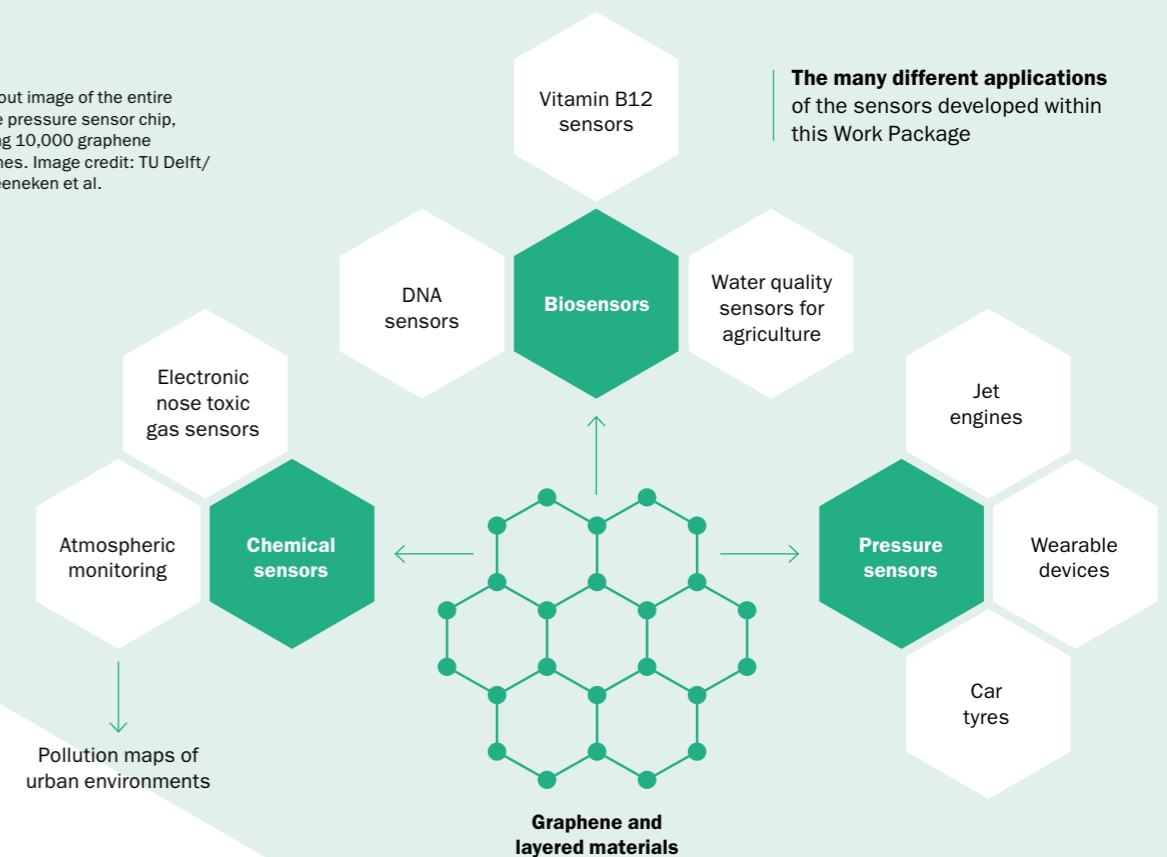 out image of the entire
pressure sensor chip,
10,000 graphene
Image credit: TU Delft/
et al.
The many different applications
of the sensors developed within
this Work Package
Vitamin B12
sensors
DNA
sensors
Biosensors
Water quality
sensors for
agriculture
Electronic
nose toxic
gas sensors
Atmospheric
monitoring
Chemical
sensors
Pollution maps of
urban environments
Jet
engines
Pressure
sensors
Wearable
devices
Car
tyres
Graphene and
layered materials